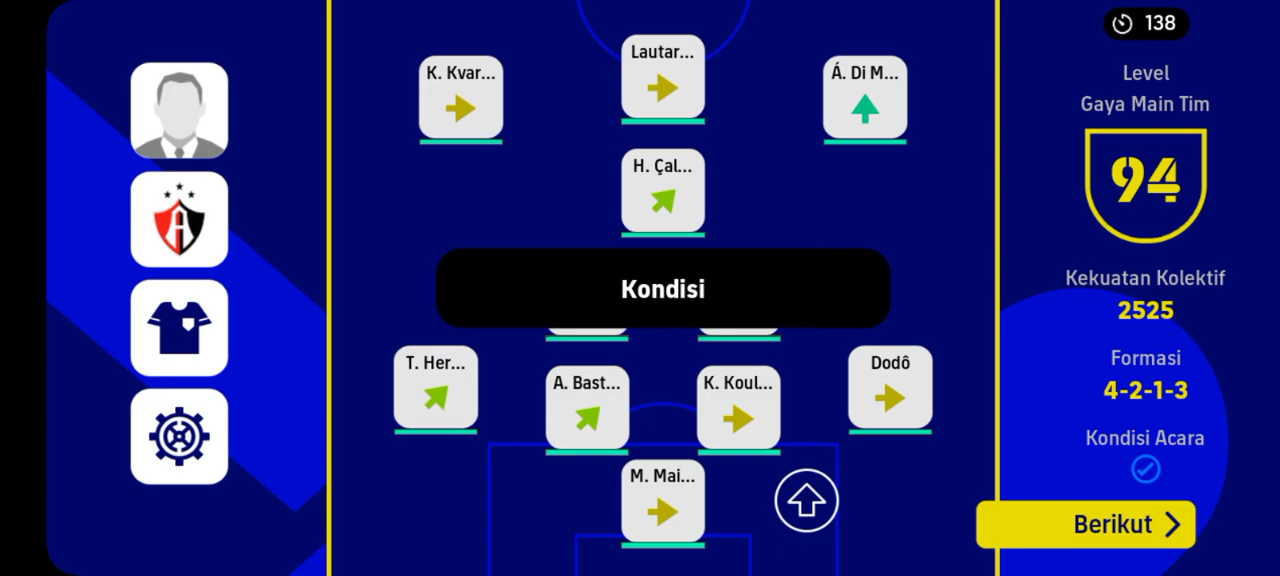 138
Lautar...
K. Kvar...
Á. Di M...
Level
Gaya Main Tim
94
H. Çal...
A
Kondisi
Kekuatan Kolektif
2525
T. Her...
A. Bast...
K. Koul...
Dodô
Formasi
4-2-1-3
Kondisi Acara
M. Mai...
Berikut